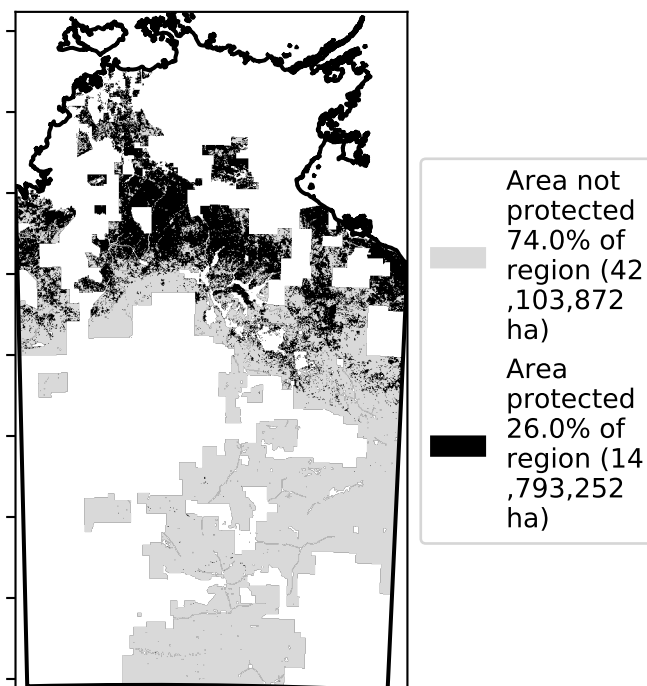 Area not
protected
74.0% of
region (42
,103,872
ha)
Area
protected
26.0% of
region (14
,793,252
ha)